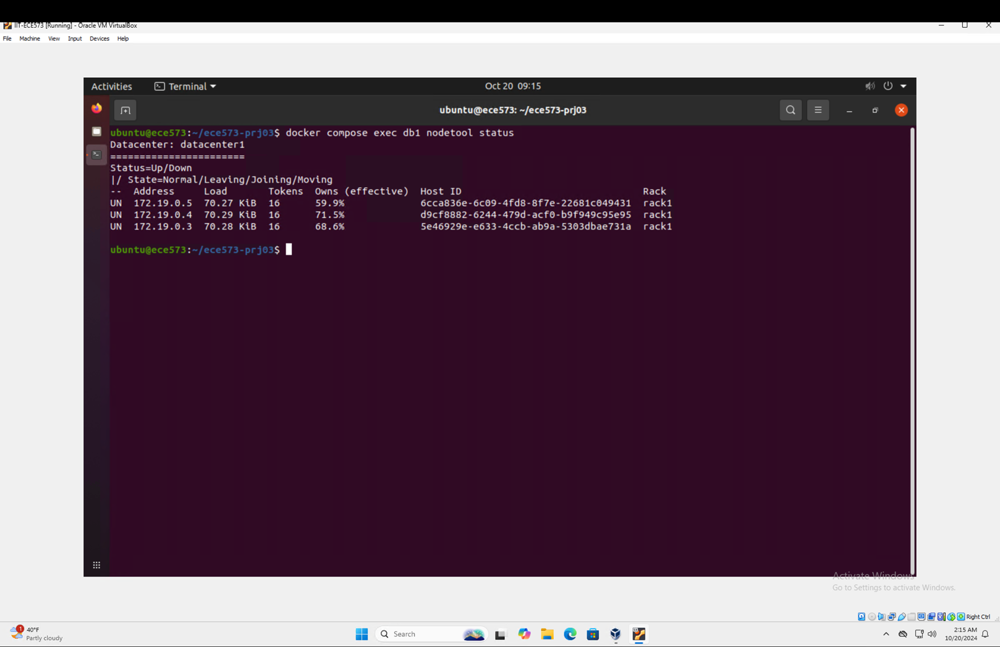 IIT-ECE573 [Running] - Oracle VM VirtualBox
File Machine View Input Devices Help
Activities Terminal Oct 20 09:15
ubuntu@ece573: ~/ece573-prj03
ubuntu@ece573:~/ece573-prj03$ docker compose exec db1 nodetool status
Datacenter: datacenter1
=======================
Status=Up/Down
|/ State=Normal/Leaving/Joining/Moving
-- Address Load Tokens Owns (effective) Host ID Rack
UN 172.19.0.5 70.27 KiB 16 59.9% 6cca836e-6c09-4fd8-8f7e-22681c049431 rack1
UN 172.19.0.4 70.29 KiB 16 71.5% d9cf8882-6244-479d-acf0-b9f949c95e95 rack1
UN 172.19.0.3 70.28 KiB 16 68.6% 5e46929e-e633-4ccb-ab9a-5303dbae731a rack1
ubuntu@ece573:~/ece573-prj03$
Activate Windows
Go to Settings to activate Windows.
Right Ctrl
1
40°F
Partly cloudy
Search
2:15 AM
10/20/2024